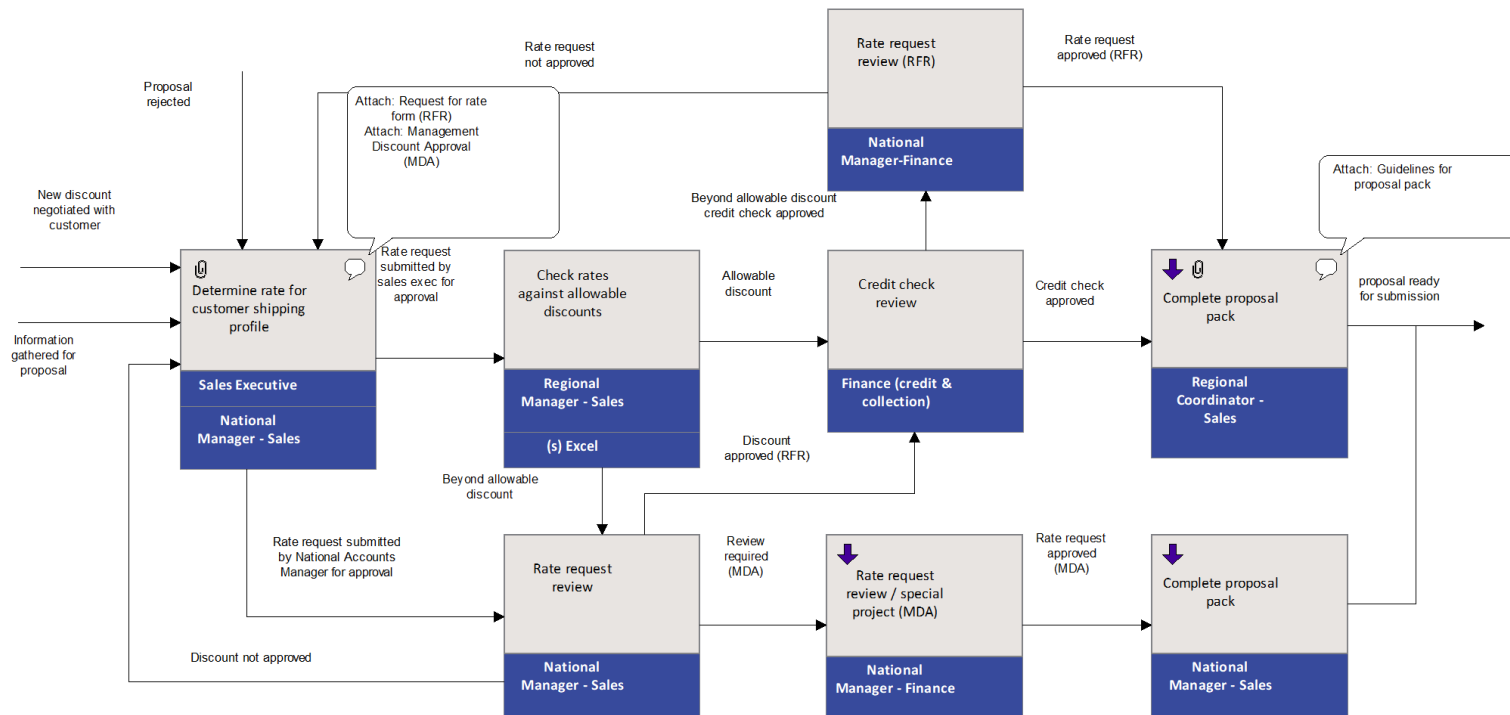 Rate request
not approved
Rate request
review (RFR)
Rate request
approved (RFR)
Proposal
rejected
Attach: Request for rate
form (RFR)
Attach: Management
Discount Approval
(MDA)
National
Manager-Finance
Attach: Guidelines for
proposal pack
New discount
negotiated with
customer
Beyond allowable discount
credit check approved
Rate request
submitted by
sales exec for
approval
Determine rate for
customer shipping
profile
Check rates
against allowable
discounts
Allowable
discount
Credit check
review
Credit check
approved
Complete proposal
pack
proposal ready
for submission
Information
gathered for
proposal
Sales Executive
National
Manager - Sales
Regional
Manager - Sales
(s) Excel
Finance (credit &
collection)
Regional
Coordinator -
Sales
Discount
approved (RFR)
Beyond allowable
discount
Rate request submitted
by National Accounts
Manager for approval
Rate request
review
Review
required
(MDA)
Rate request
review / special
project (MDA)
Rate request
approved
(MDA)
Complete proposal
pack
Discount not approved
National
Manager - Sales
National
Manager - Finance
National
Manager - Sales